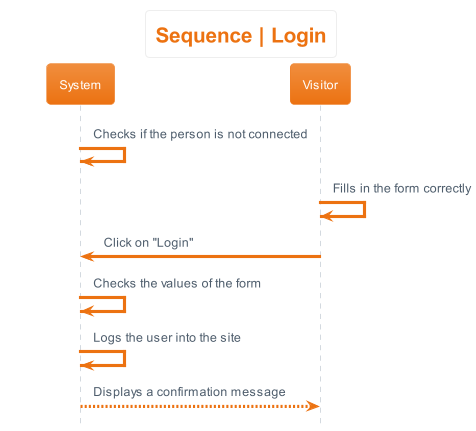 Sequence | Login
System
Visitor
Checks if the person is not connected
Fills in the form correctly
Click on "Login"
Checks the values of the form
Logs the user into the site
Displays a confirmation message